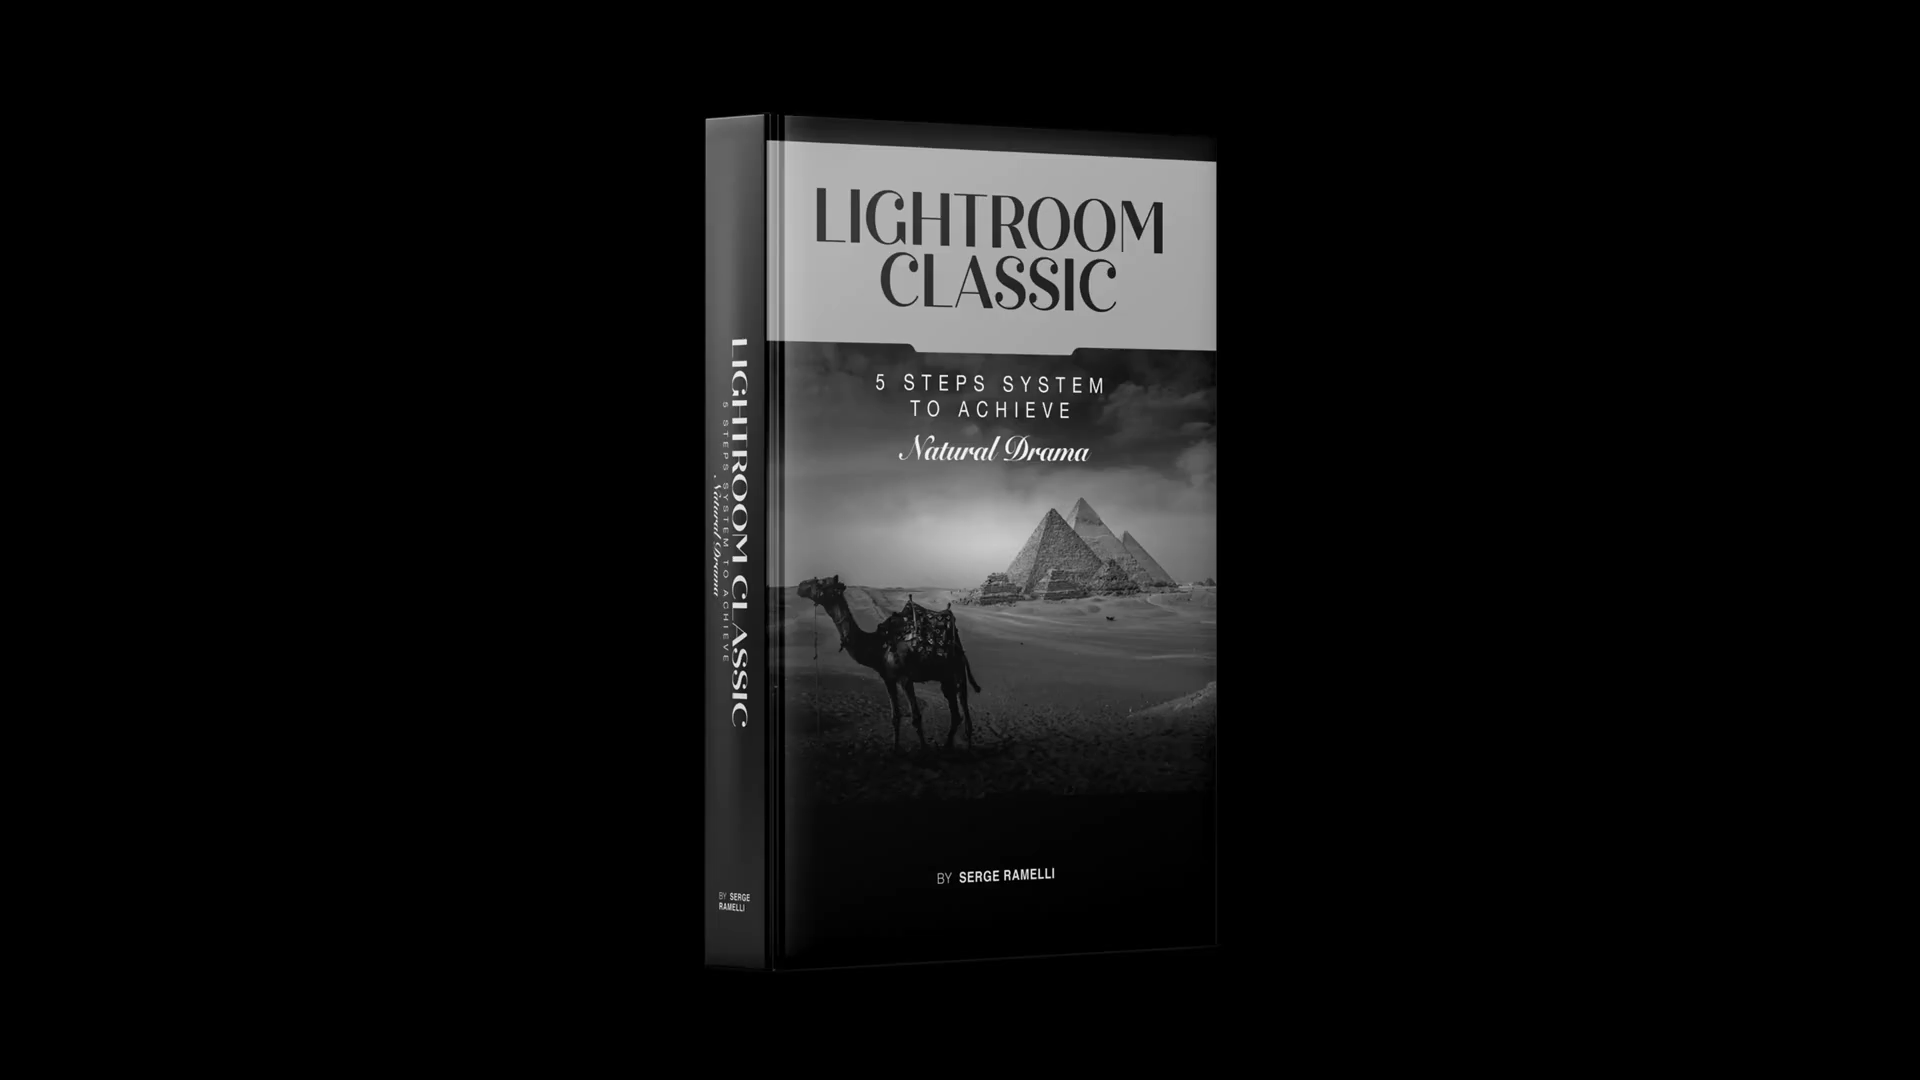 LIGHTROOM
CLASSIC
5 STEPS SYSTEM
TO ACHIEVE
Natural Drama
BY SERGE RAMELLI
LIGHTROOM CLASSIC
5 STEPS SYSTEM TO ACHIEVE
Natural Drama
BY SERGE
RAMELLI